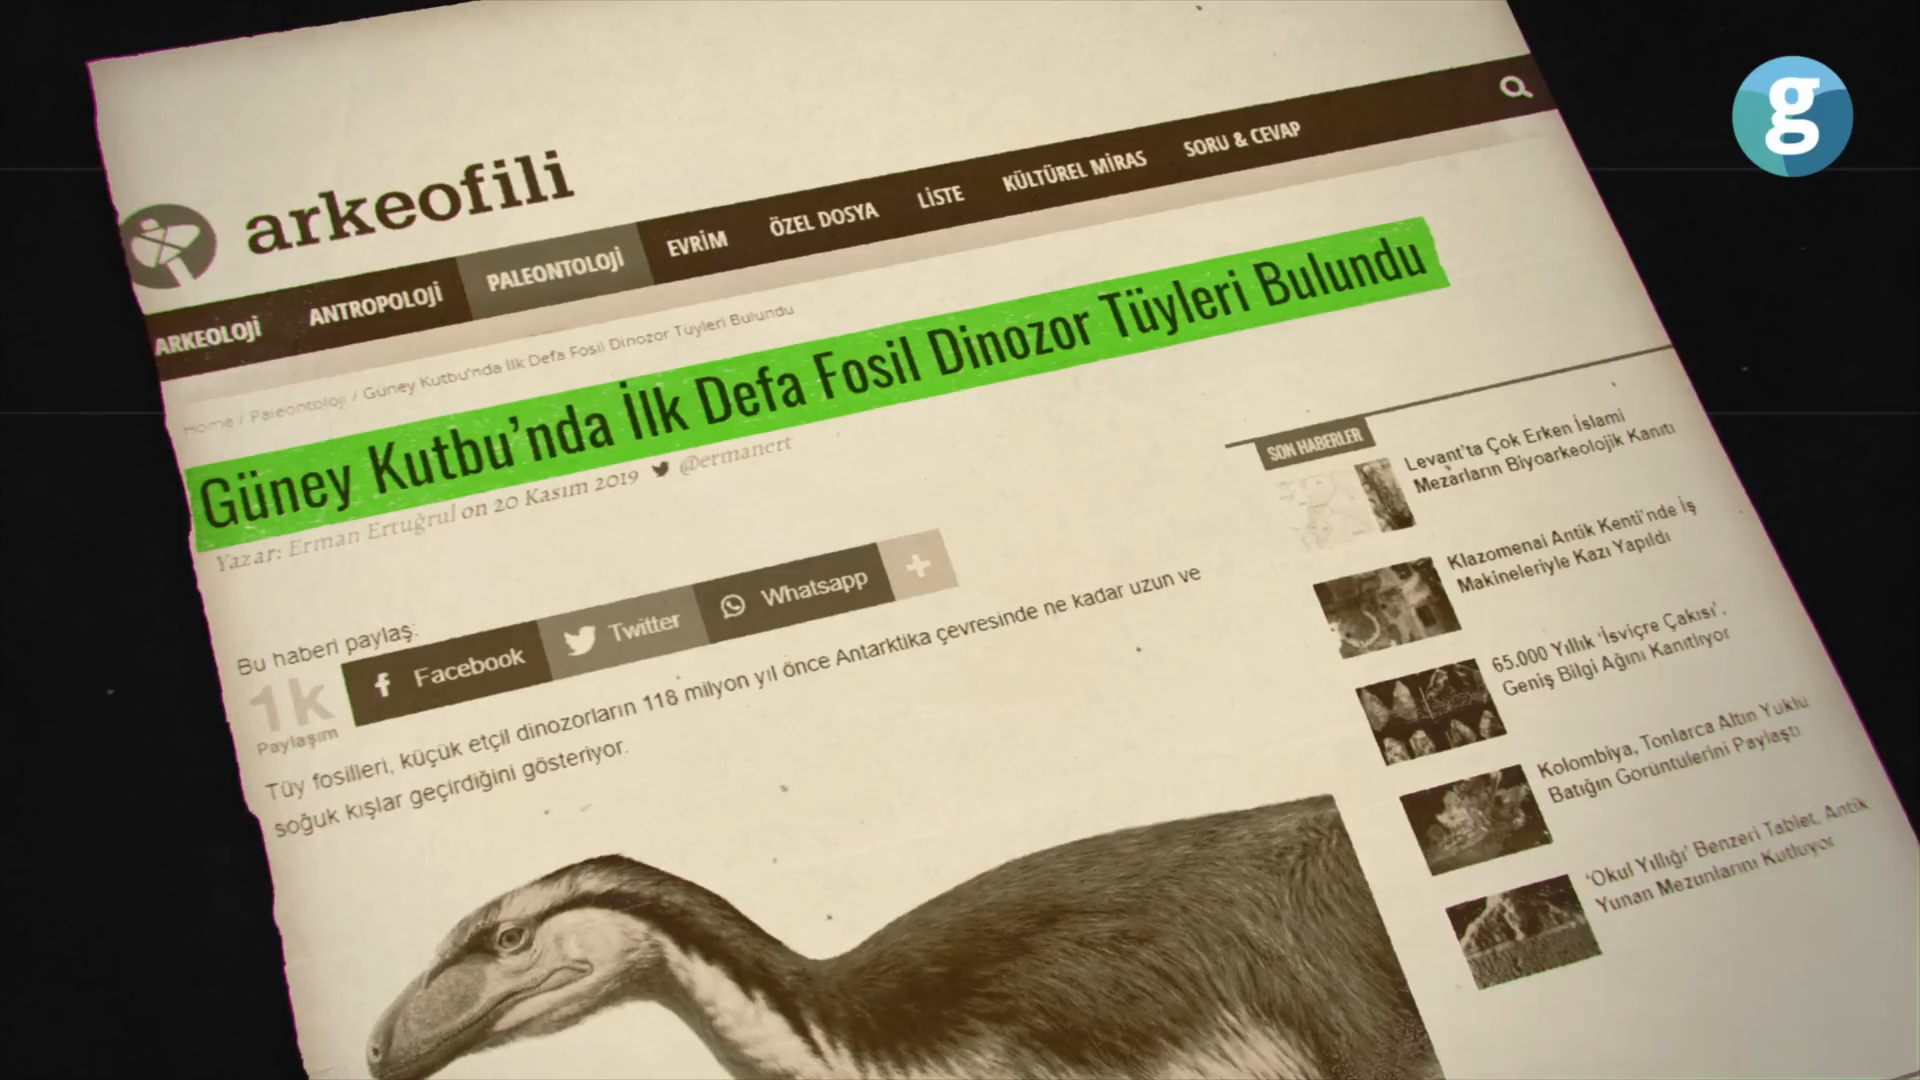 g
arkeofili
ARKEOLOJİ ANTROPOLOJİ PALEONTOLOJİ EVRİM ÖZEL DOSYA LİSTE KÜLTÜREL MİRAS SORU & CEVAP
Home / Paleontoloji / Güney Kutbu'nda İlk Defa Fosil Dinozor Tüyleri Bulundu
Güney Kutbu'nda İlk Defa Fosil Dinozor Tüyleri Bulundu
Yazar: Erman Ertuğrul on 20 Kasım 2019 @ermanert
Bu haberi paylaş:
1k
Paylaşım
Facebook
Twitter
Whatsapp
+
Tüy fosilleri, küçük etçil dinozorların 118 milyon yıl önce Antarktika çevresinde ne kadar uzun ve
soğuk kışlar geçirdiğini gösteriyor.
SON HABERLER
Levant'ta Çok Erken İslami
Mezarların Biyoarkeolojik Kanıtı
Klazomenai Antik Kenti'nde İş
Makineleriyle Kazı Yapıldı
65.000 Yıllık 'İsviçre Çakısı',
Geniş Bilgi Ağını Kanıtlıyor
Kolombiya, Tonlarca Altın Yüklü
Batığın Görüntülerini Paylaştı
'Okul Yıllığı' Benzeri Tablet, Antik
Yunan Mezunlarını Kutluyor